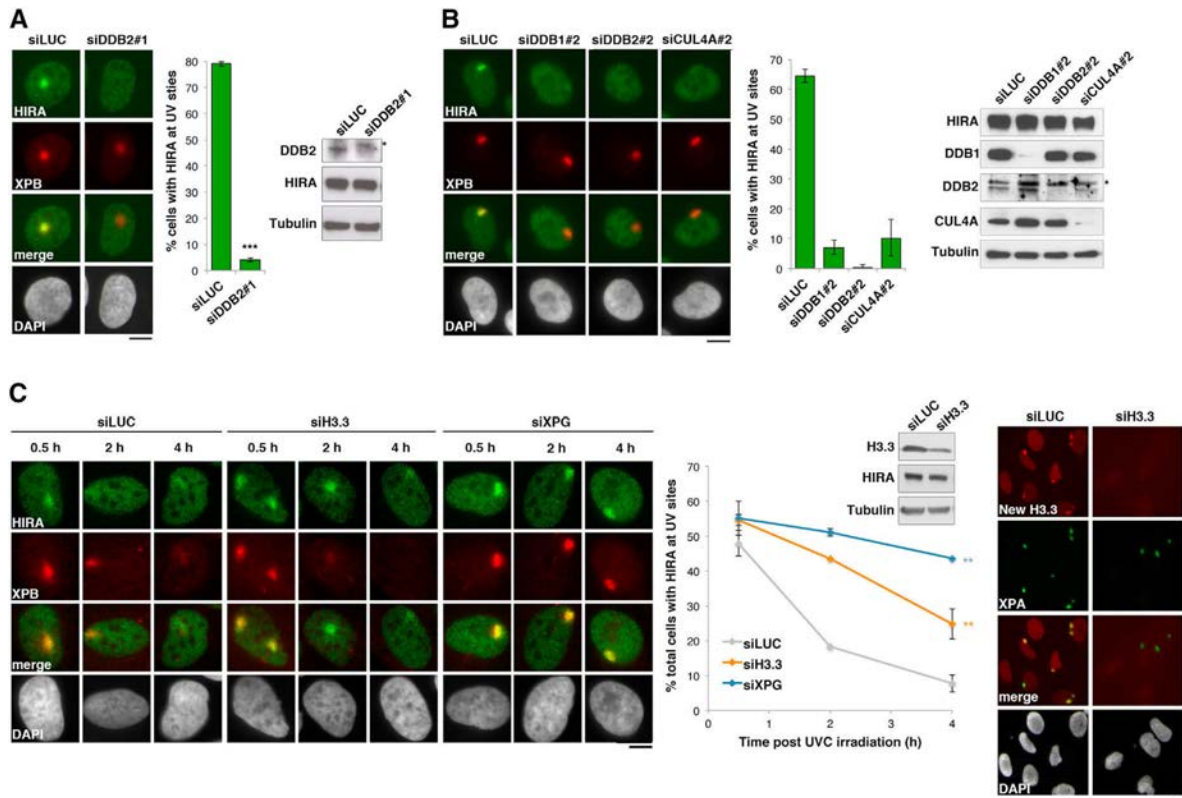 A
siLUC siDDB2#1
HIRA
XPB
merge
DAPI
% cells with HIRA at UV sties
80
70
60
50
40
30
20
10
0
***
siLUC
siDDB2#1
siLUC
siDDB2#1
DDB2 *
HIRA
Tubulin
B
siLUC siDDB1#2 siDDB2#2 siCUL4A#2
HIRA
XPB
merge
DAPI
% cells with HIRA at UV sites
70
60
50
40
30
20
10
0
siLUC
siDDB1#2
siDDB2#2
siCUL4A#2
siLUC
siDDB1#2
siDDB2#2
siCUL4A#2
HIRA
DDB1
DDB2 *
CUL4A
Tubulin
C
siLUC siH3.3 siXPG
0.5 h 2 h 4 h 0.5 h 2 h 4 h 0.5 h 2 h 4 h
HIRA
XPB
merge
DAPI
% total cells with HIRA at UV sites
70
60
50
40
30
20
10
0
**
**
siLUC
siH3.3
siXPG
0 1 2 3 4
Time post UVC irradiation (h)
siLUC
siH3.3
H3.3
HIRA
Tubulin
siLUC siH3.3
New H3.3
XPA
merge
DAPI